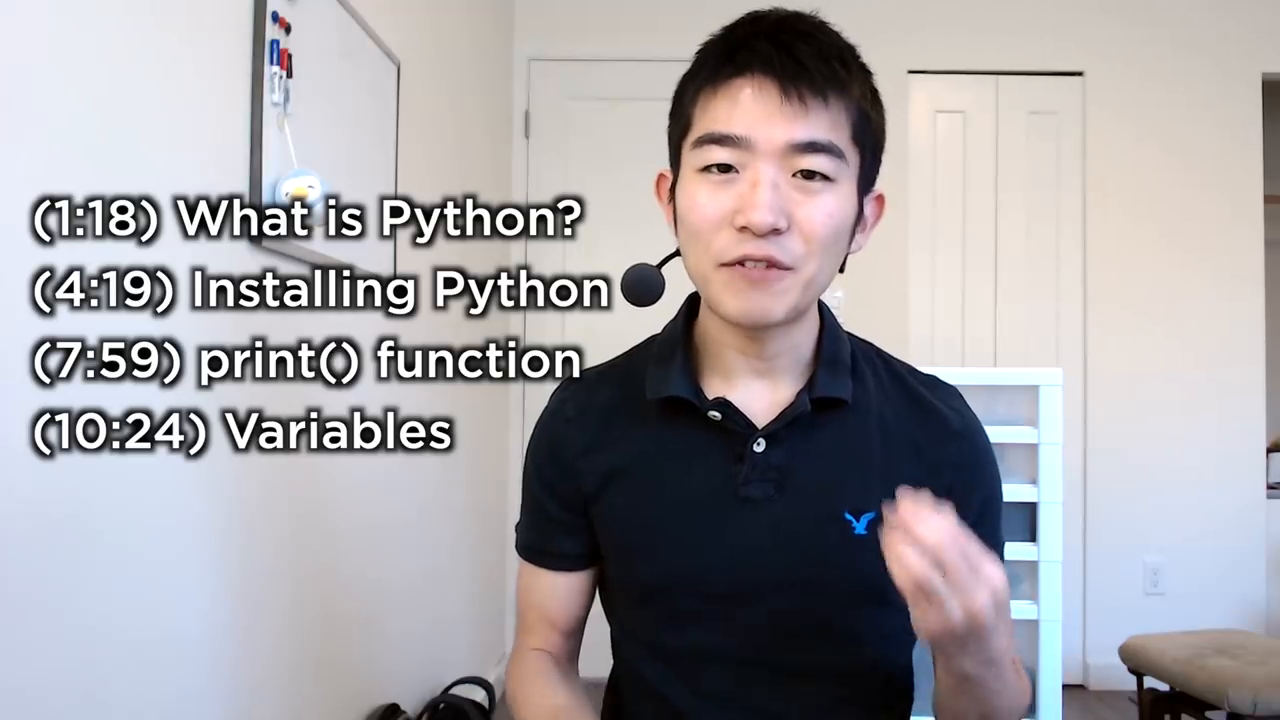 (1:18) What is Python?
(4:19) Installing Python
(7:59) print() function
(10:24) Variables